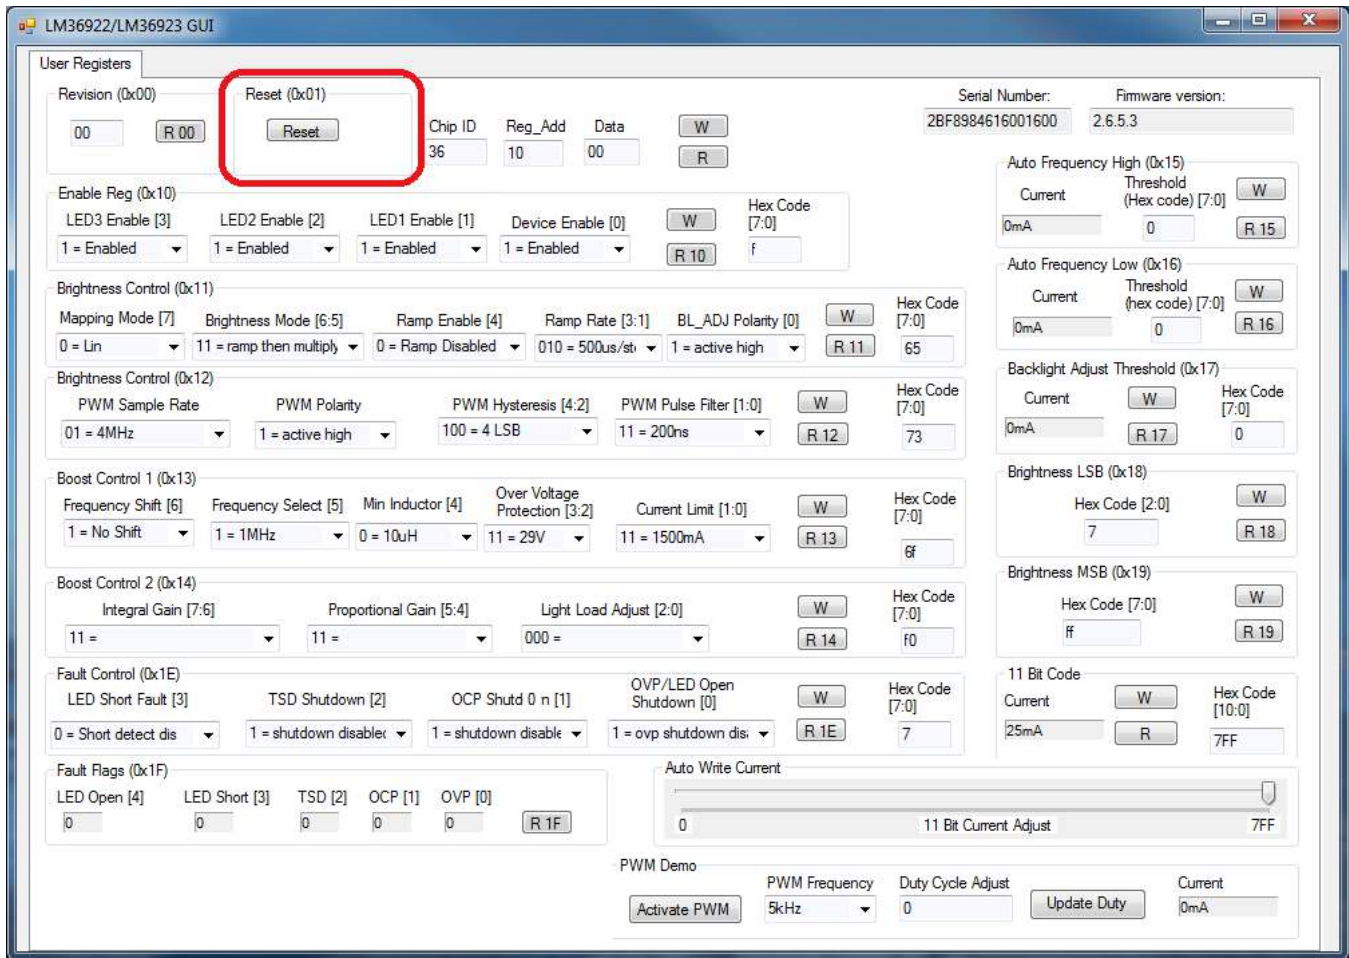 LM36922/LM36923 GUI
User Registers
Revision (0x00)
00
R 00
Reset (0x01)
Reset
Chip ID
Reg_Add
Data
36
10
00
W
R
Serial Number:
Firmware version:
2BF8984616001600
2.6.5.3
Enable Reg (0x10)
LED3 Enable [3]
LED2 Enable [2]
LED1 Enable [1]
Device Enable [0]
1 = Enabled
1 = Enabled
1 = Enabled
1 = Enabled
W
R 10
Hex Code
[7:0]
f
Brightness Control (0x11)
Mapping Mode [7]
Brightness Mode [6:5]
Ramp Enable [4]
Ramp Rate [3:1]
BL_ADJ Polarity [0]
0 = Lin
11 = ramp then multiply
0 = Ramp Disabled
010 = 500us/st
1 = active high
W
R 11
Hex Code
[7:0]
65
Brightness Control (0x12)
PWM Sample Rate
PWM Polarity
PWM Hysteresis [4:2]
PWM Pulse Filter [1:0]
01 = 4MHz
1 = active high
100 = 4 LSB
11 = 200ns
W
R 12
Hex Code
[7:0]
73
Boost Control 1 (0x13)
Frequency Shift [6]
Frequency Select [5]
Min Inductor [4]
Over Voltage
Protection [3:2]
Current Limit [1:0]
1 = No Shift
1 = 1MHz
0 = 10uH
11 = 29V
11 = 1500mA
W
R 13
Hex Code
[7:0]
6f
Boost Control 2 (0x14)
Integral Gain [7:6]
Proportional Gain [5:4]
Light Load Adjust [2:0]
11 =
11 =
000 =
W
R 14
Hex Code
[7:0]
f0
Fault Control (0x1E)
LED Short Fault [3]
TSD Shutdown [2]
OCP Shutd 0 n [1]
OVP/LED Open
Shutdown [0]
0 = Short detect dis
1 = shutdown disablec
1 = shutdown disable
1 = ovp shutdown dis
W
R 1E
Hex Code
[7:0]
7
Fault Flags (0x1F)
LED Open [4]
LED Short [3]
TSD [2]
OCP [1]
OVP [0]
0
0
0
0
0
R 1F
Auto Frequency High (0x15)
Current
Threshold
(Hex code) [7:0]
W
0mA
0
R 15
Auto Frequency Low (0x16)
Current
Threshold
(hex code) [7:0]
W
0mA
0
R 16
Backlight Adjust Threshold (0x17)
Current
W
Hex Code
[7:0]
0mA
R 17
0
Brightness LSB (0x18)
Hex Code [2:0]
W
7
R 18
Brightness MSB (0x19)
Hex Code [7:0]
W
ff
R 19
11 Bit Code
Current
W
Hex Code
[10:0]
25mA
R
7FF
Auto Write Current
0
11 Bit Current Adjust
7FF
PWM Demo
PWM Frequency
Duty Cycle Adjust
Current
Activate PWM
5kHz
0
Update Duty
0mA